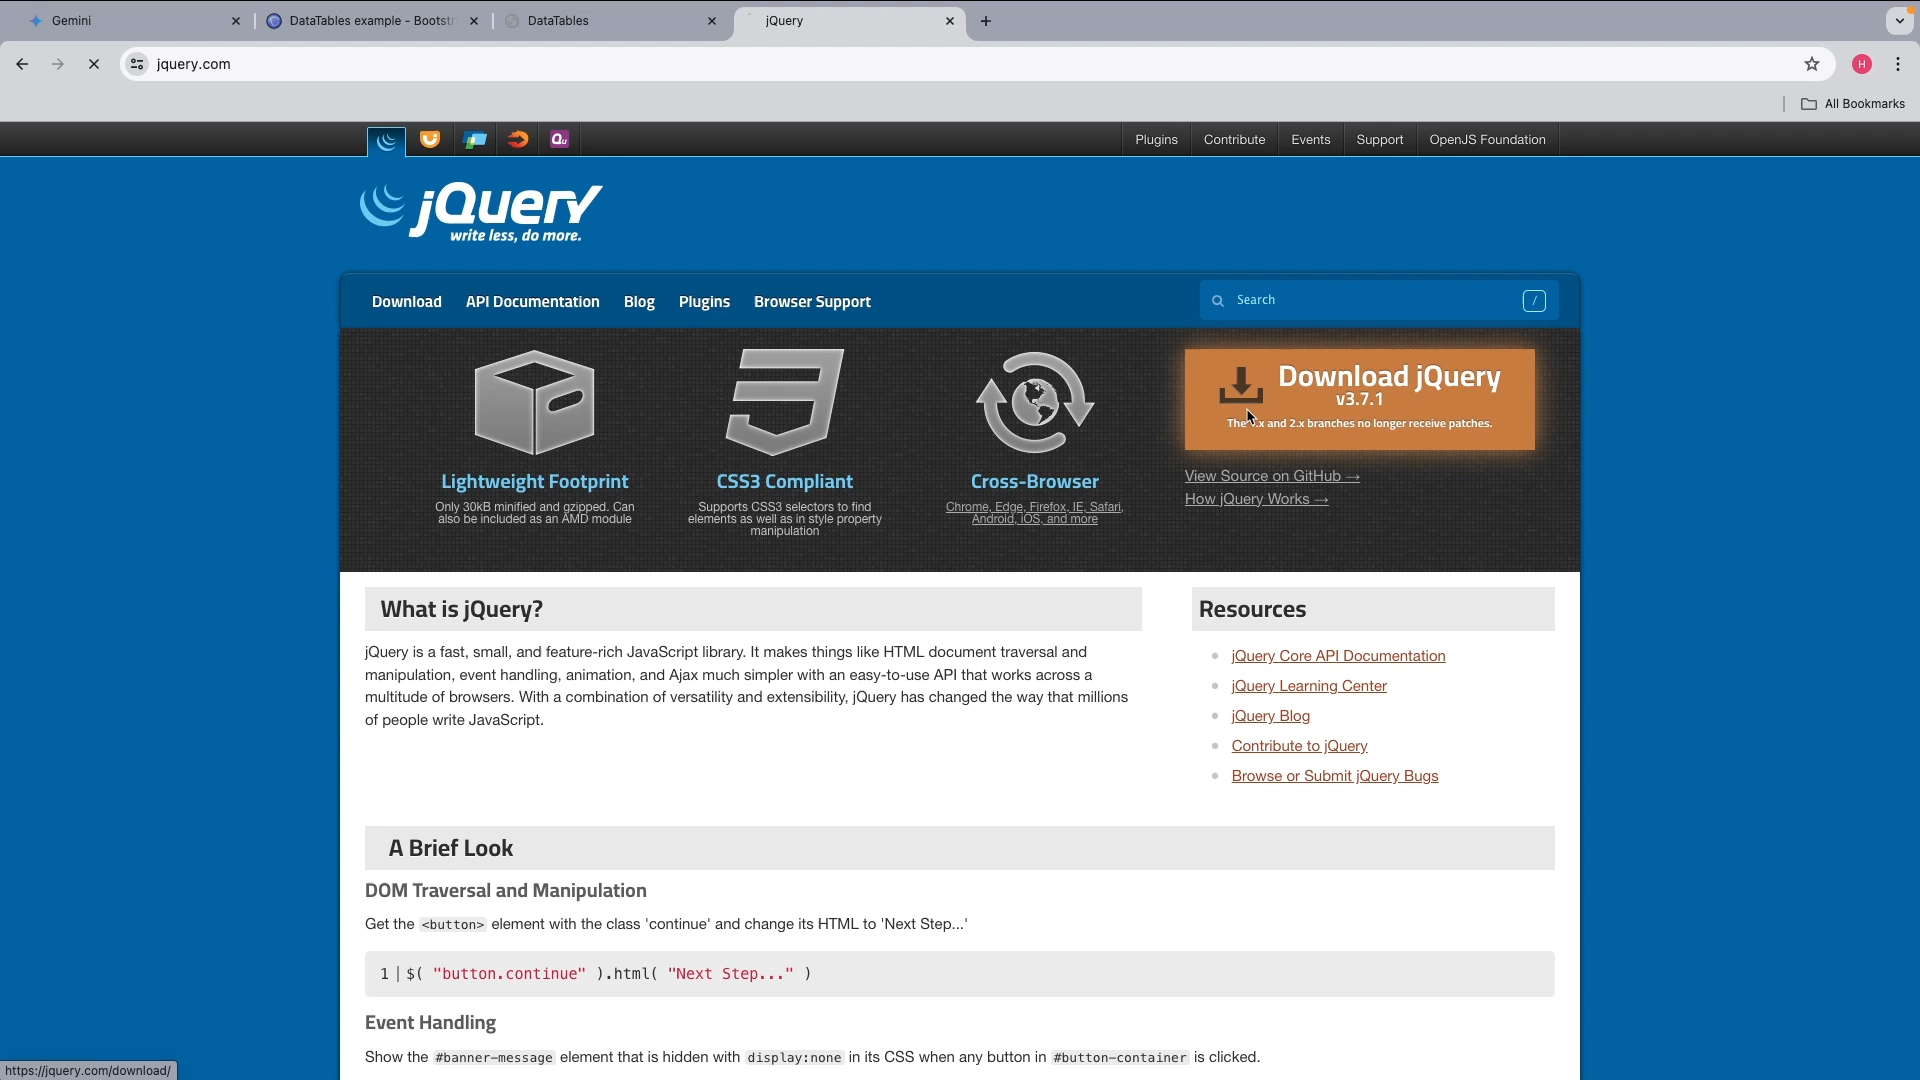 Gemini
DataTables example - Bootstr
DataTables
jQuery
jquery.com
H
All Bookmarks
Qu
Plugins
Contribute
Events
Support
OpenJS Foundation
jQuery
write less, do more.
Download
API Documentation
Blog
Plugins
Browser Support
Search
/
Lightweight Footprint
Only 30kB minified and gzipped. Can
also be included as an AMD module
CSS3 Compliant
Supports CSS3 selectors to find
elements as well as in style property
manipulation
Cross-Browser
Chrome, Edge, Firefox, IE, Safari,
Android, iOS, and more
Download jQuery
v3.7.1
The 1.x and 2.x branches no longer receive patches.
View Source on GitHub →
How jQuery Works →
What is jQuery?
jQuery is a fast, small, and feature-rich JavaScript library. It makes things like HTML document traversal and
manipulation, event handling, animation, and Ajax much simpler with an easy-to-use API that works across a
multitude of browsers. With a combination of versatility and extensibility, jQuery has changed the way that millions
of people write JavaScript.
Resources
jQuery Core API Documentation
jQuery Learning Center
jQuery Blog
Contribute to jQuery
Browse or Submit jQuery Bugs
A Brief Look
DOM Traversal and Manipulation
Get the <button> element with the class 'continue' and change its HTML to 'Next Step...'
1 $( "button.continue" ).html( "Next Step..." )
Event Handling
Show the #banner-message element that is hidden with display:none in its CSS when any button in #button-container is clicked.
https://jquery.com/download/